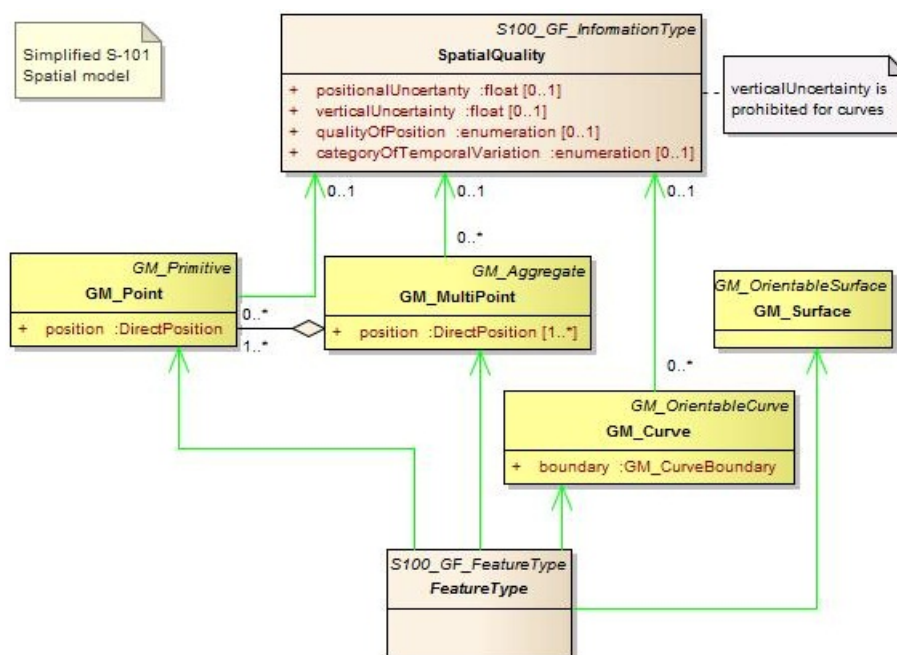 Simplified S-101
Spatial model
S100_GF_InformationType
SpatialQuality
+ positionalUncertanty :float [0..1]
+ verticalUncertainty :float [0..1]
+ qualityOfPosition :enumeration [0..1]
+ categoryOfTemporalVariation :enumeration [0..1]
verticalUncertainty is
prohibited for curves
0..1
0..1
0..1
0..*
GM_Primitive
GM_Point
+ position :DirectPosition
0..*
1..*
GM_Aggregate
GM_MultiPoint
+ position :DirectPosition [1..*]
GM_OrientableSurface
GM_Surface
0..*
GM_OrientableCurve
GM_Curve
+ boundary :GM_CurveBoundary
S100_GF_FeatureType
FeatureType